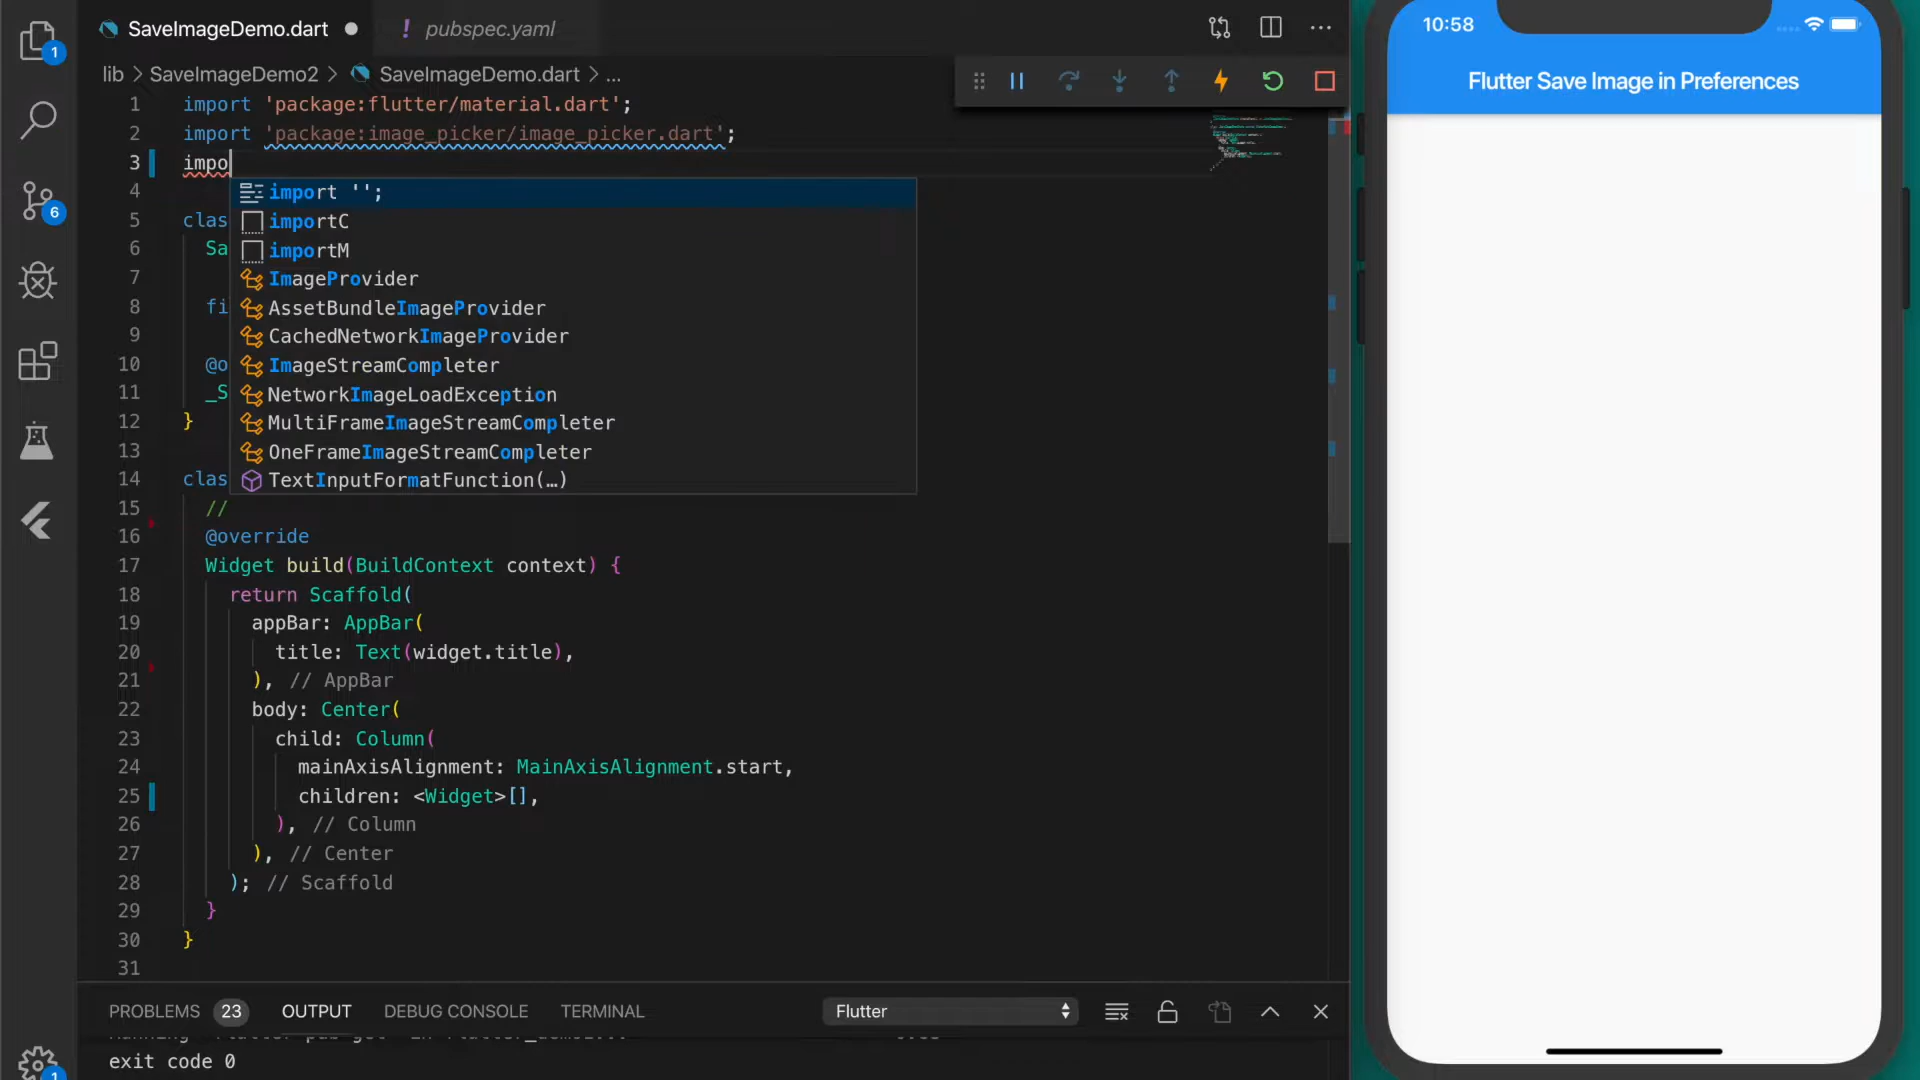 SaveImageDemo.dart
! pubspec.yaml
1
lib > SaveImageDemo2 > SaveImageDemo.dart > ...
1 import 'package:flutter/material.dart';
2 import 'package:image_picker/image_picker.dart';
3 impo
4 import '';
importC
5 clas
importM
6 Sa
7 ImageProvider
8 fi AssetBundleImageProvider
9 CachedNetworkImageProvider
10 @o ImageStreamCompleter
11 _S NetworkImageLoadException
12 } MultiFrameImageStreamCompleter
13 OneFrameImageStreamCompleter
14 clas TextInputFormatFunction(…)
15 //
16 @override
17 Widget build(BuildContext context) {
18 return Scaffold(
19 appBar: AppBar(
20 title: Text(widget.title),
21 ), // AppBar
22 body: Center(
23 child: Column(
24 mainAxisAlignment: MainAxisAlignment.start,
25 children: <Widget>[],
26 ), // Column
27 ), // Center
28 ); // Scaffold
29 }
30 }
31
6
PROBLEMS 23 OUTPUT DEBUG CONSOLE TERMINAL Flutter
exit code 0
1
10:58
Flutter Save Image in Preferences